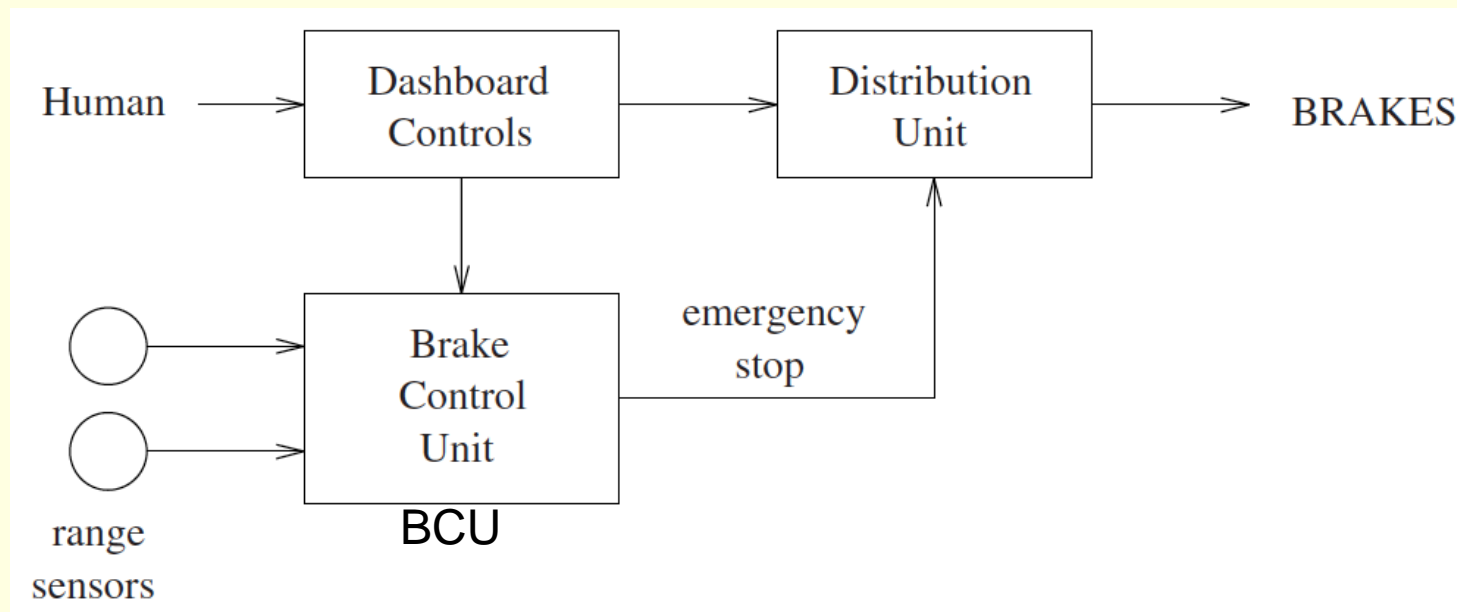 Human
Dashboard
Controls
Distribution
Unit
BRAKES
Brake
Control
Unit
emergency
stop
BCU
range
sensors